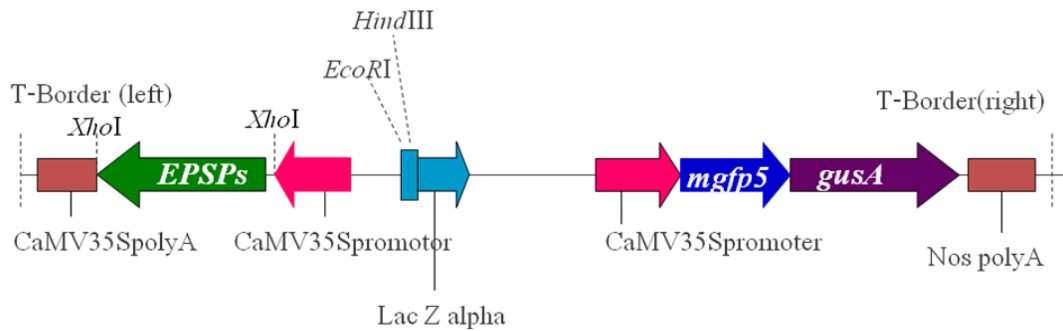 HindIII
EcoRI
T-Border (left)
T-Border(right)
XhoI
XhoI
EPSPs
mgfp5
gusA
CaMV35SpolyA
CaMV35Spromotor
CaMV35Spromoter
Nos polyA
Lac Z alpha